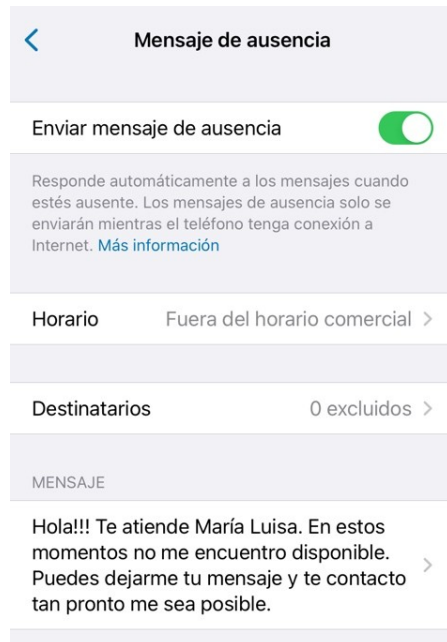 Mensaje de ausencia
Enviar mensaje de ausencia
Responde automáticamente a los mensajes cuando
estés ausente. Los mensajes de ausencia solo se
enviarán mientras el teléfono tenga conexión a
Internet. Más información
Horario Fuera del horario comercial
Destinatarios 0 excluidos
MENSAJE
Hola!!! Te atiende María Luisa. En estos
momentos no me encuentro disponible.
Puedes dejarme tu mensaje y te contacto
tan pronto me sea posible.